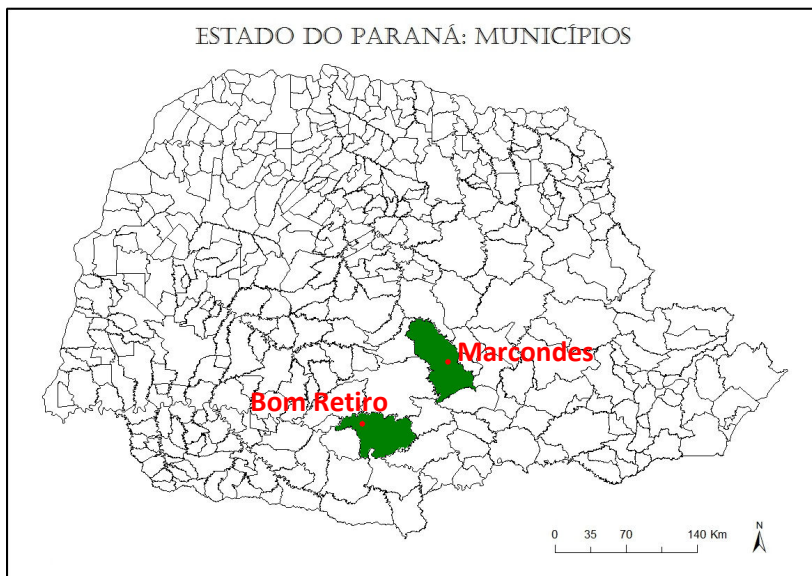 ESTADO DO PARANÁ: MUNICÍPIOS
Marcondes
Bom Retiro
0 35 70 140 Km
N